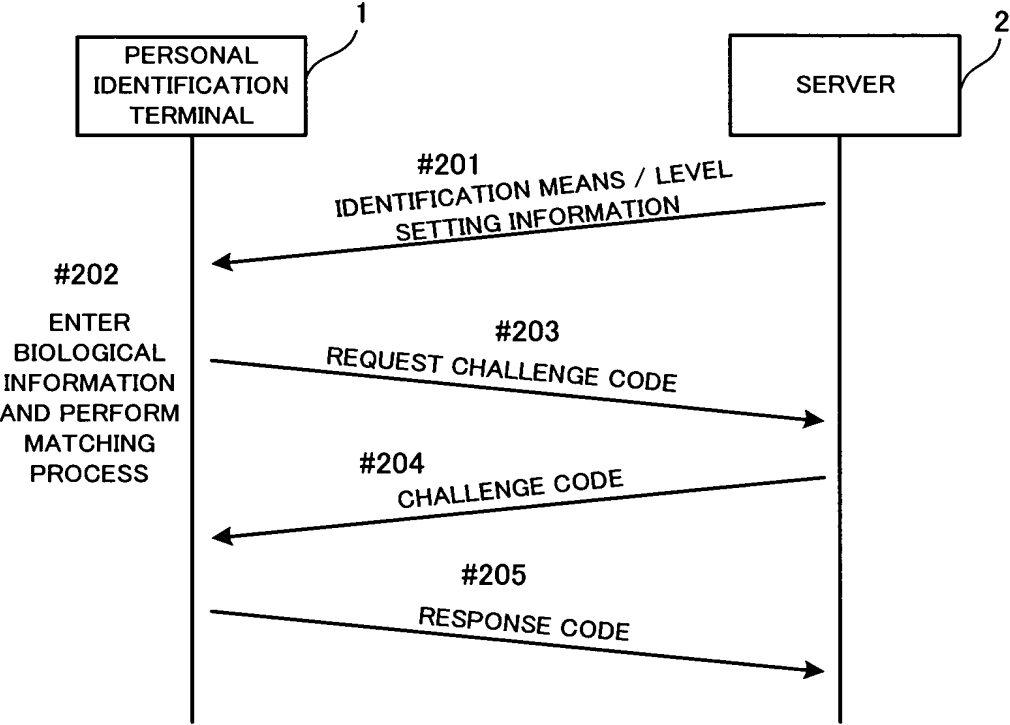 1
2
PERSONAL
IDENTIFICATION
TERMINAL
SERVER
#201
IDENTIFICATION MEANS / LEVEL
SETTING INFORMATION
#202
ENTER
BIOLOGICAL
INFORMATION
AND PERFORM
MATCHING
PROCESS
#203
REQUEST CHALLENGE CODE
#204
CHALLENGE CODE
#205
RESPONSE CODE